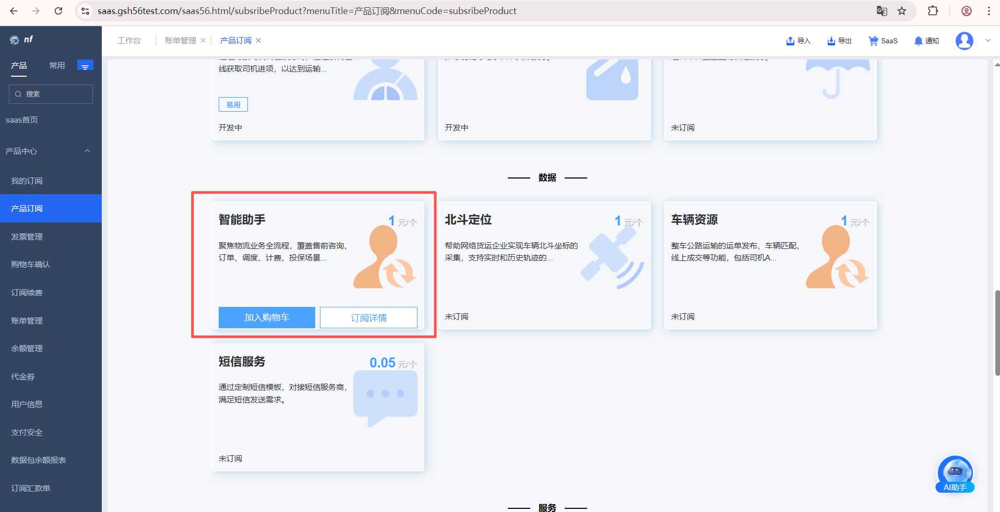 saas.gsh56test.com/saas56.html/subsribeProduct?menuTitle=产品订阅&menuCode=subsribeProduct
nf
工作台
账单管理
产品订阅
导入
导出
SaaS
通知
产品
常用
搜索
saas首页
产品中心
我的订阅
产品订阅
发票管理
购物车确认
订阅续费
账单管理
余额管理
代金券
用户信息
支付安全
数据包余额报表
订阅汇款单
线获取司机进项，以达到运输...
易用
开发中
开发中
未订阅
数据
智能助手
1 元/个
聚焦物流业务全流程，覆盖售前咨询、
订单、调度、计费、投保场景...
加入购物车
订阅详情
北斗定位
1 元/个
帮助网络货运企业实现车辆北斗坐标的
采集，支持实时和历史轨迹的...
未订阅
车辆资源
1 元/个
整车公路运输的运单发布、车辆匹配、
线上成交等功能，包括司机A...
未订阅
短信服务
0.05 元/个
通过定制短信模板，对接短信服务商，
满足短信发送需求。
未订阅
AI助手
服务